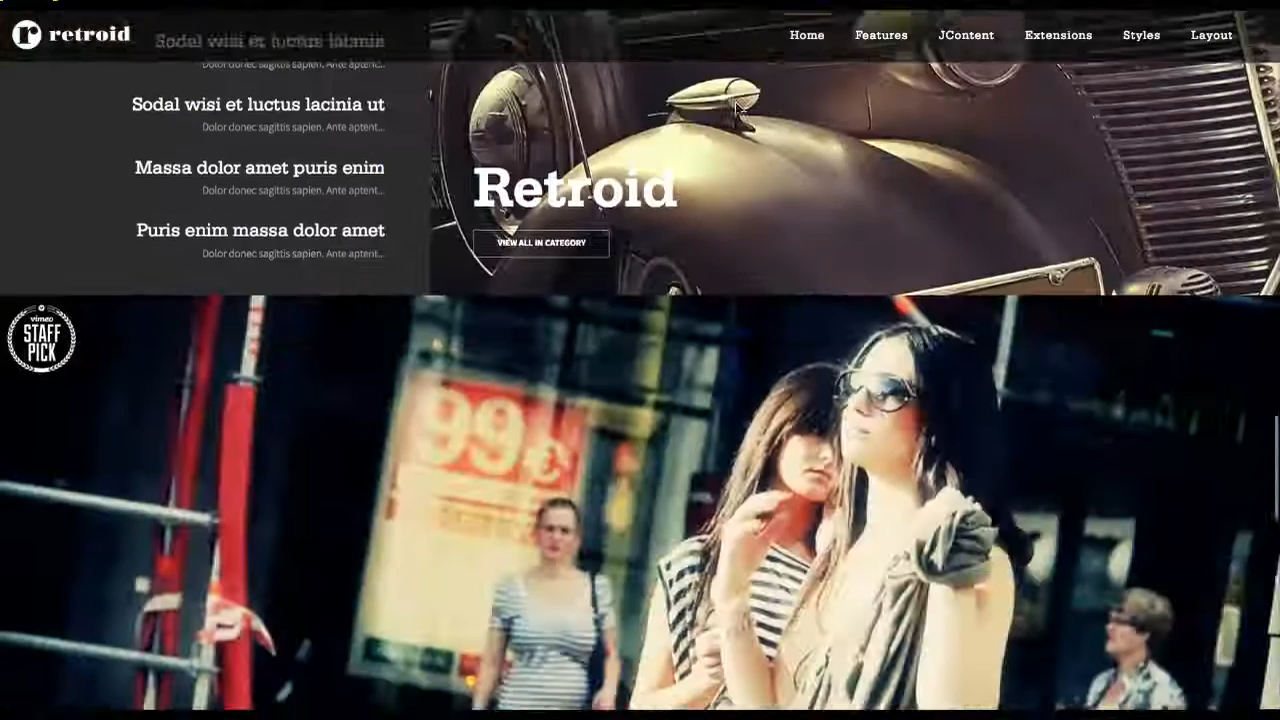 retroid
Home
Features
JContent
Extensions
Styles
Layout
Sodal wisi et luctus lacinia
Dolor donec sagittis sapien. Ante aptent...
Sodal wisi et luctus lacinia ut
Dolor donec sagittis sapien. Ante aptent...
Massa dolor amet puris enim
Dolor donec sagittis sapien. Ante aptent...
Puris enim massa dolor amet
Dolor donec sagittis sapien. Ante aptent...
Retroid
VIEW ALL IN CATEGORY
vimeo
STAFF
PICK
99€